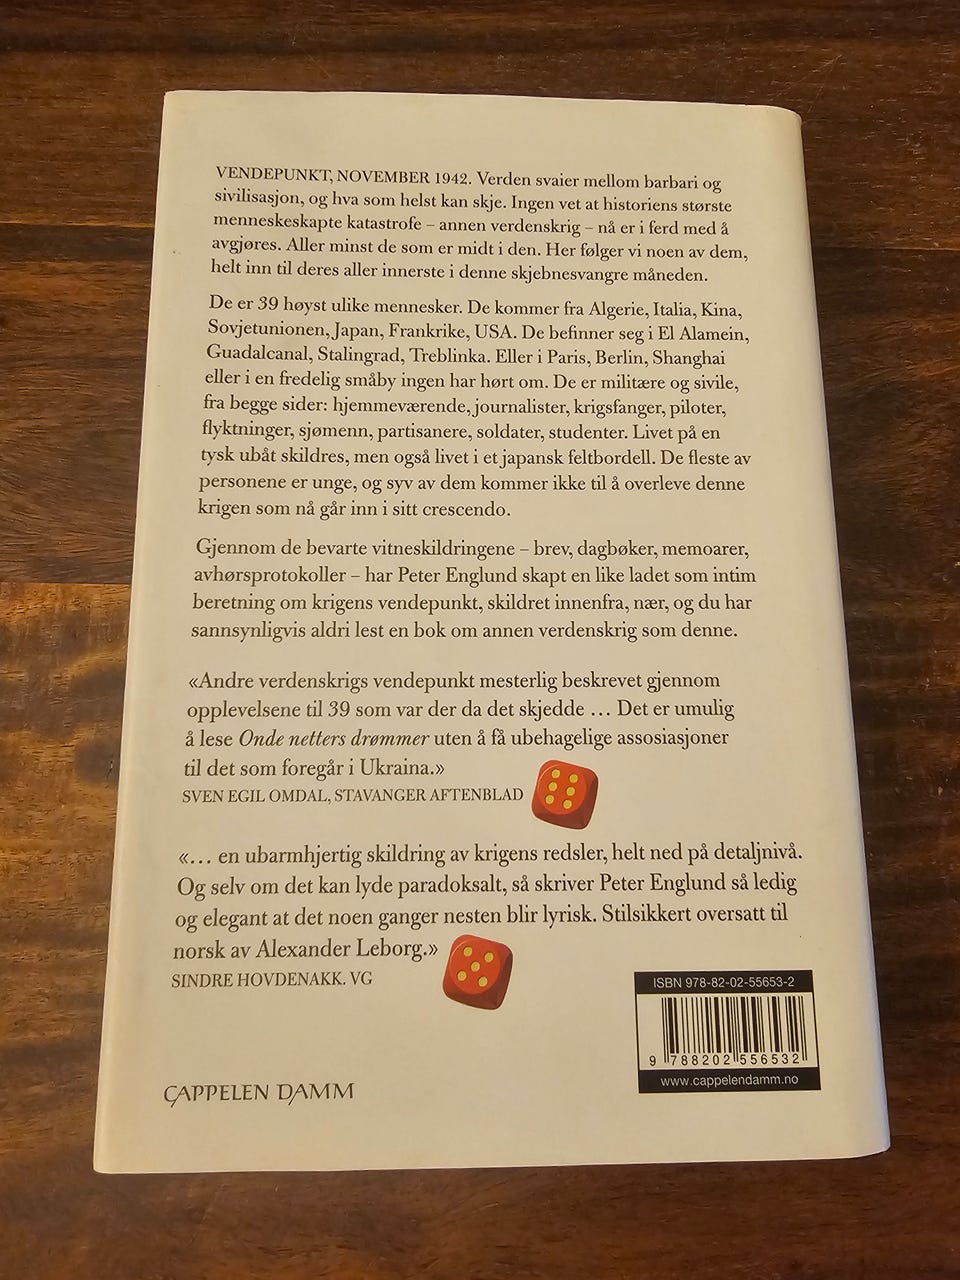 VENDEPUNKT, NOVEMBER 1942. Verden svaier mellom barbari og
sivilisasjon, og hva som helst kan skje. Ingen vet at historiens største
menneskeskapte katastrofe – annen verdenskrig – nå er i ferd med å
avgjøres. Aller minst de som er midt i den. Her følger vi noen av dem,
helt inn til deres aller innerste i denne skjebnesvangre måneden.
De er 39 høyst ulike mennesker. De kommer fra Algerie, Italia, Kina,
Sovjetunionen, Japan, Frankrike, USA. De befinner seg i El Alamein,
Guadalcanal, Stalingrad, Treblinka. Eller i Paris, Berlin, Shanghai
eller i en fredelig småby ingen har hørt om. De er militære og sivile,
fra begge sider: hjemmeværende, journalister, krigsfanger, piloter,
flyktninger, sjømenn, partisanere, soldater, studenter. Livet på en
tysk ubåt skildres, men også livet i et japansk feltbordell. De fleste av
personene er unge, og syv av dem kommer ikke til å overleve denne
krigen som nå går inn i sitt crescendo.
Gjennom de bevarte vitneskildringene – brev, dagbøker, memoarer,
avhørsprotokoller – har Peter Englund skapt en like ladet som intim
beretning om krigens vendepunkt, skildret innenfra, nær, og du har
sannsynligvis aldri lest en bok om annen verdenskrig som denne.
«Andre verdenskrigs vendepunkt mesterlig beskrevet gjennom
opplevelsene til 39 som var der da det skjedde … Det er umulig
å lese Onde netters drømmer uten å få ubehagelige assosiasjoner
til det som foregår i Ukraina.»
SVEN EGIL OMDAL, STAVANGER AFTENBLAD
«… en ubarmhjertig skildring av krigens redsler, helt ned på detaljnivå.
Og selv om det kan lyde paradoksalt, så skriver Peter Englund så ledig
og elegant at det noen ganger nesten blir lyrisk. Stilsikkert oversatt til
norsk av Alexander Leborg.»
SINDRE HOVDENAKK. VG
ISBN 978-82-02-55653-2
9 788202 556532
www.cappelendamm.no
CAPPELEN DAMM